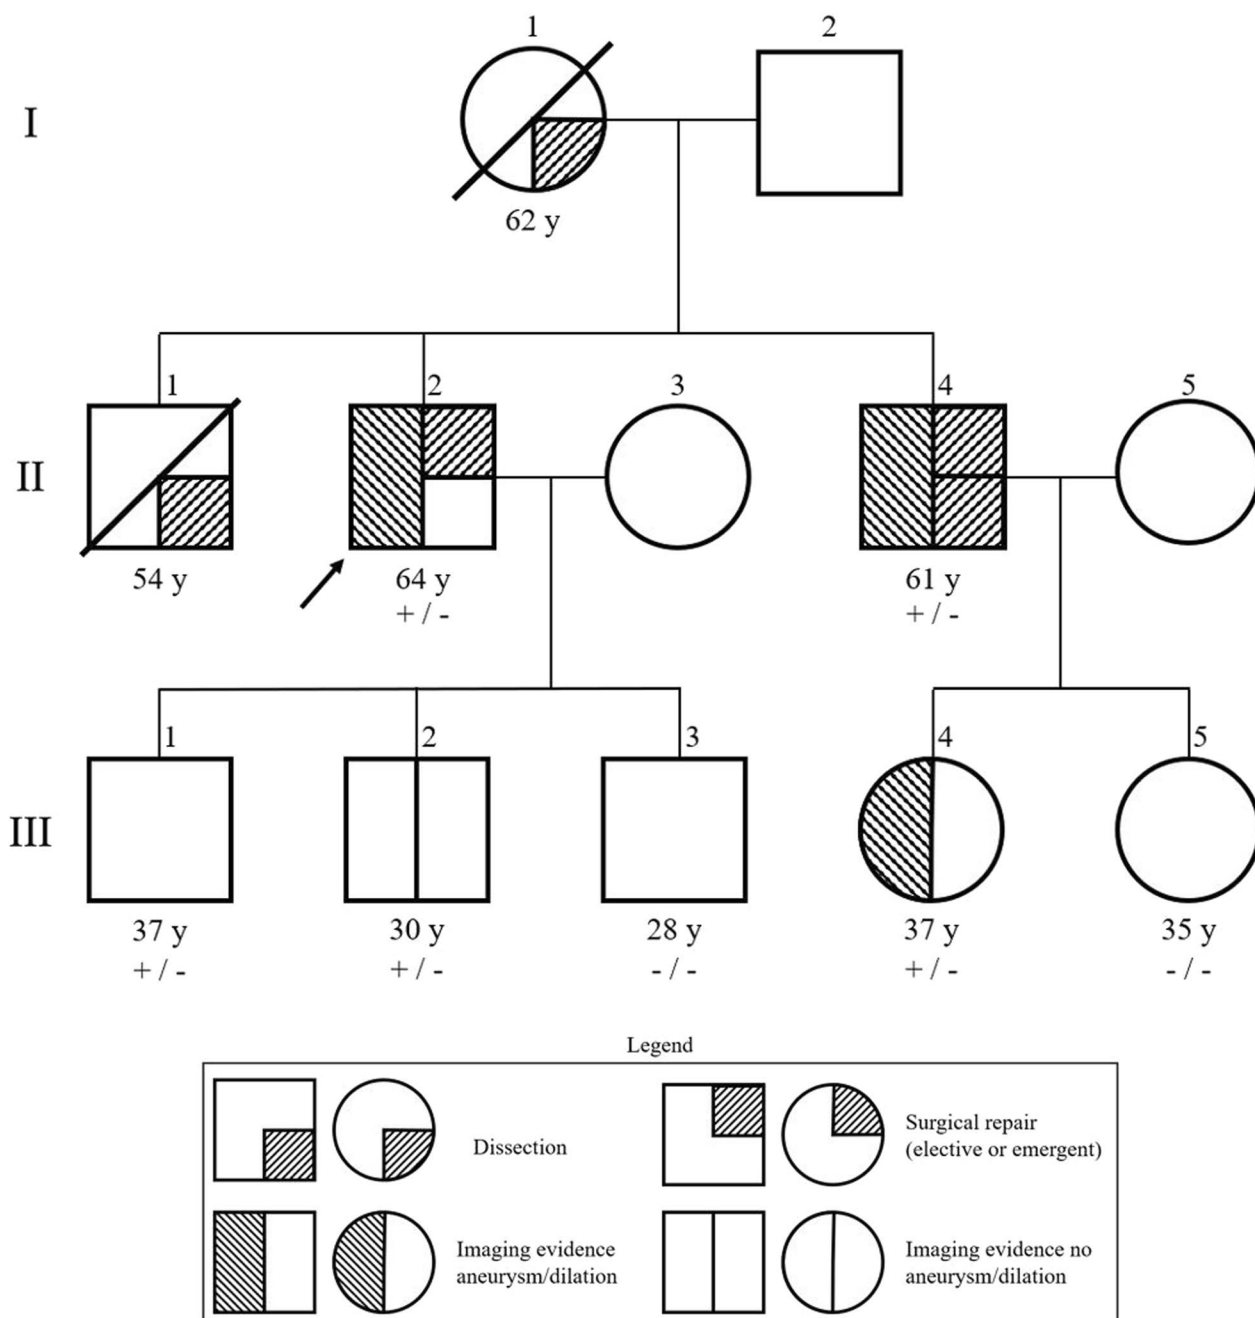 1 2
I
62 y
1 2 3 4 5
II
54 y 64 y 61 y
+ / - + / -
1 2 3 4 5
III
37 y 30 y 28 y 37 y 35 y
+ / - + / - - / - + / - - / -
Legend
Dissection
Surgical repair
(elective or emergent)
Imaging evidence
aneurysm/dilation
Imaging evidence no
aneurysm/dilation